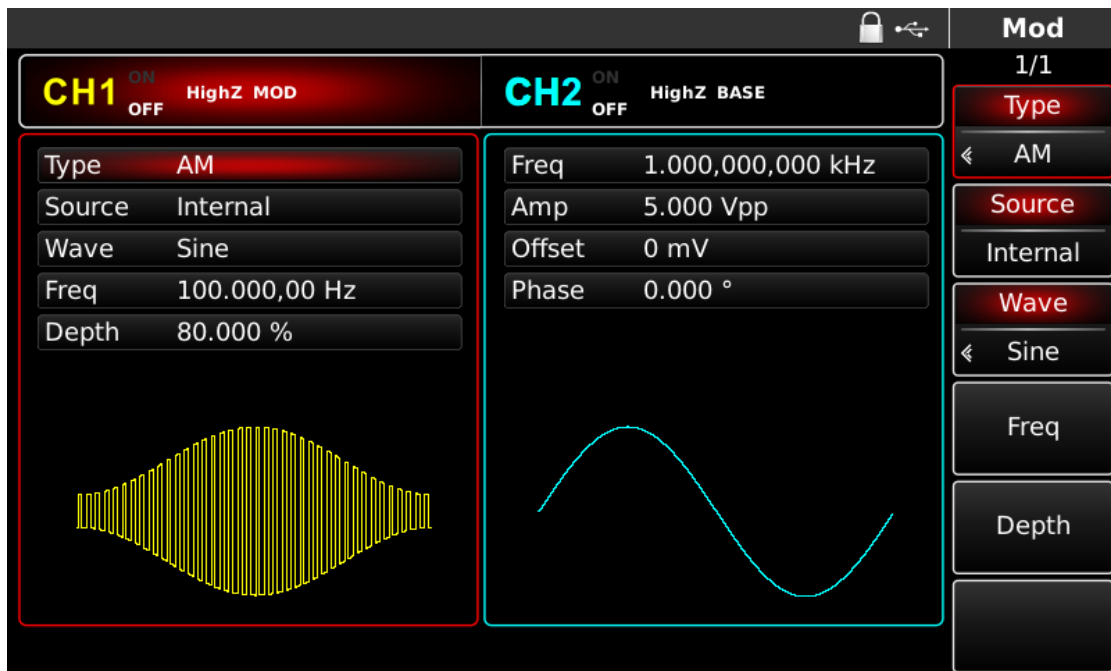 Mod
1/1
CH1 ON OFF HighZ MOD
CH2 ON OFF HighZ BASE
Type AM
Source Internal
Wave Sine
Freq 100.000,00 Hz
Depth 80.000 %
Freq 1.000,000,000 kHz
Amp 5.000 Vpp
Offset 0 mV
Phase 0.000 °
Type
AM
Source
Internal
Wave
Sine
Freq
Depth